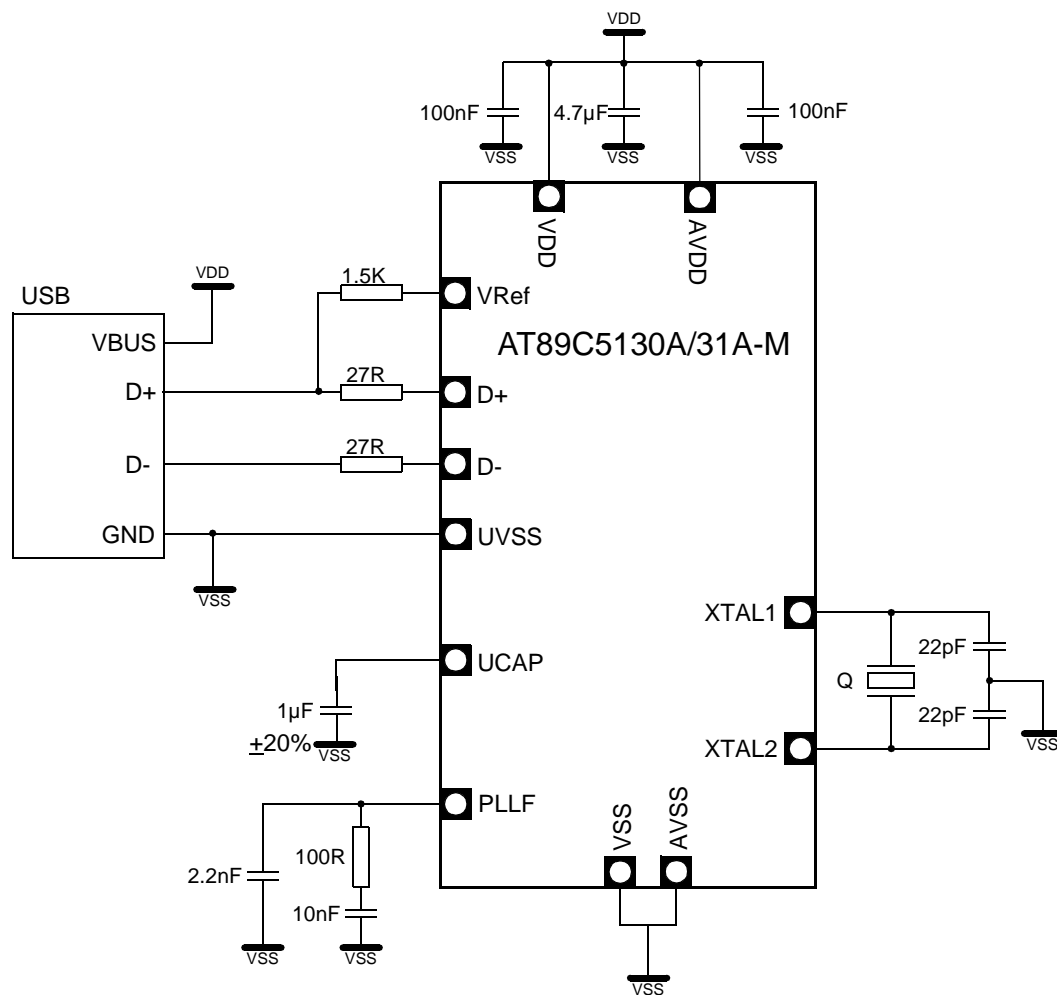 VDD
100nF
4.7µF
100nF
VSS
VSS
VSS
VDD
AVDD
VDD
USB
1.5K
VRef
VBUS
AT89C5130A/31A-M
D+
27R
D+
D-
27R
D-
GND
UVSS
VSS
XTAL1
22pF
UCAP
Q
1µF
22pF
±20%
VSS
XTAL2
VSS
PLLF
VSS
AVSS
100R
2.2nF
10nF
VSS
VSS
VSS